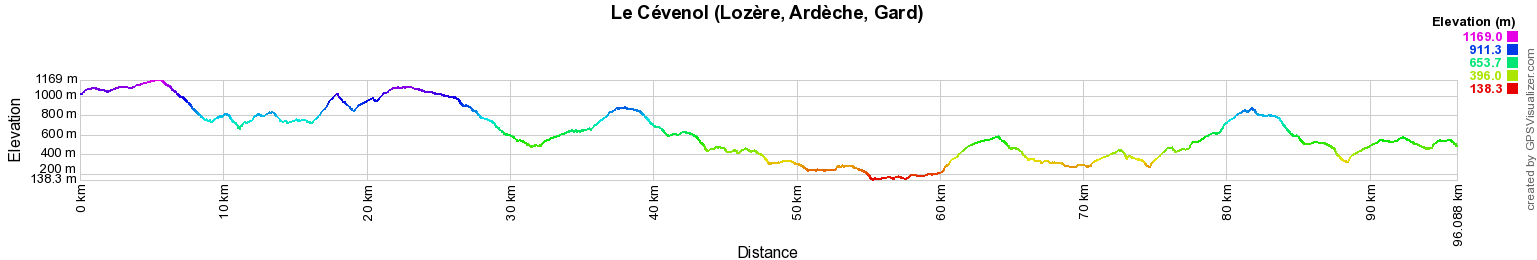 Le Cévenol (Lozère, Ardèche, Gard)
Elevation (m)
1169.0
911.3
653.7
396.0
138.3
1169 m
1000 m
800 m
600 m
400 m
200 m
138.3 m
Elevation
0 km
10 km
20 km
30 km
40 km
50 km
60 km
70 km
80 km
90 km
96.088 km
Distance
created by GPSVisualizer.com